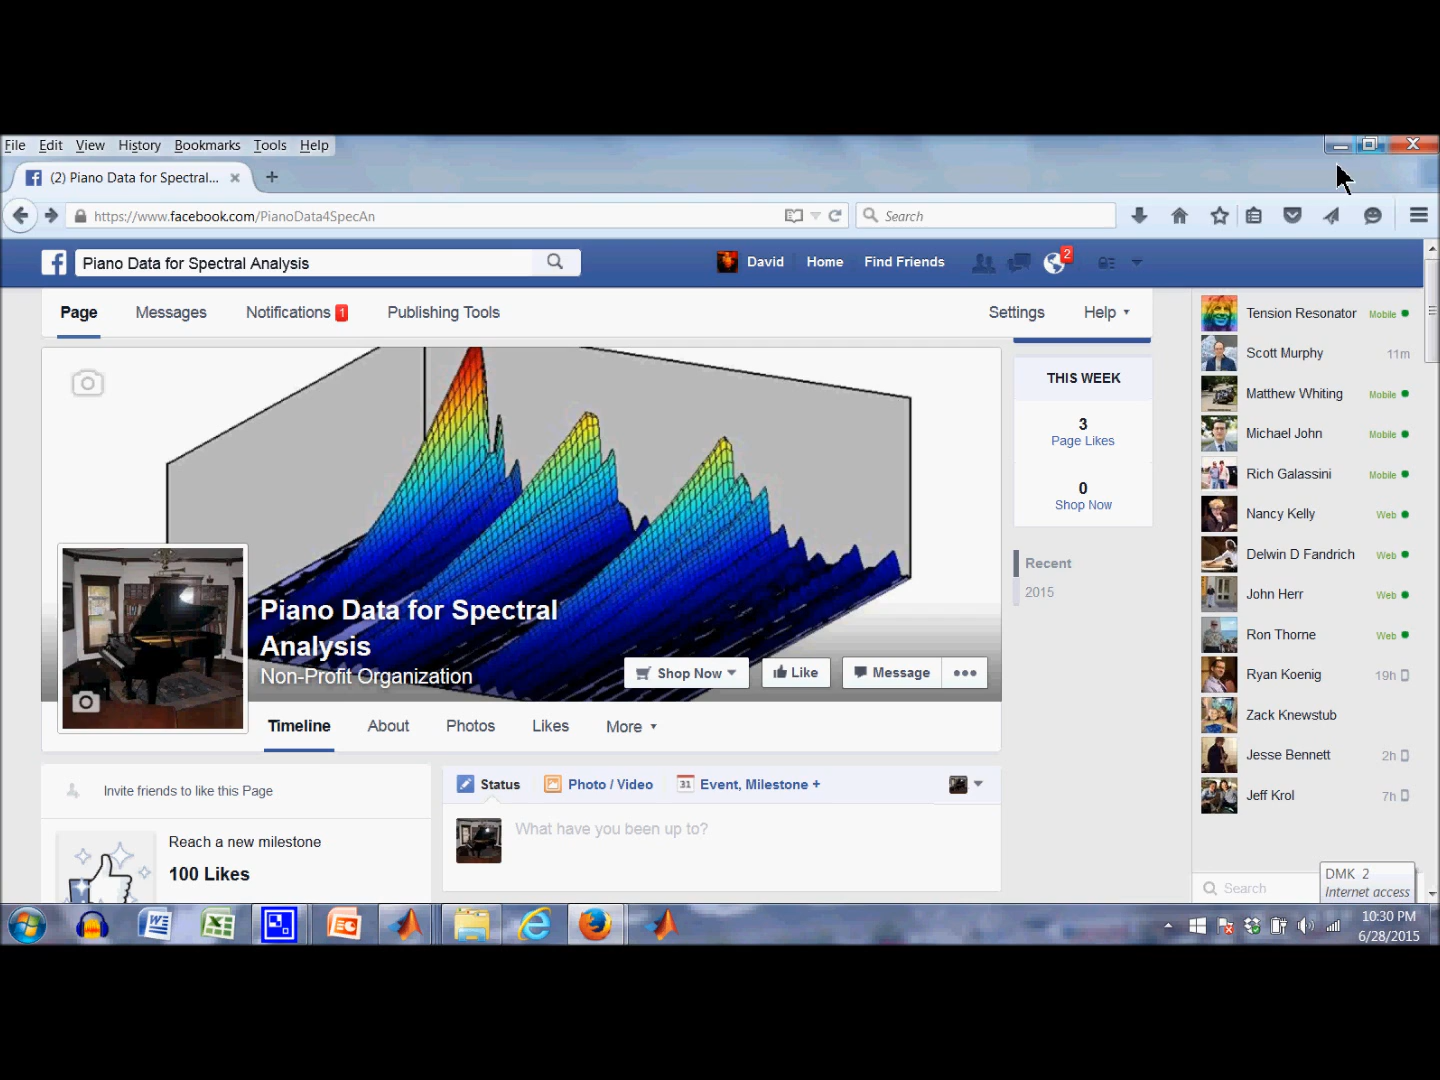 File Edit View History Bookmarks Tools Help
(2) Piano Data for Spectral...
https://www.facebook.com/PianoData4SpecAn
Search
Piano Data for Spectral Analysis
David Home Find Friends
2
Page Messages Notifications 1 Publishing Tools Settings Help
THIS WEEK
3
Page Likes
0
Shop Now
Recent
2015
Piano Data for Spectral
Analysis
Non-Profit Organization
Shop Now Like Message
Timeline About Photos Likes More
Invite friends to like this Page
Reach a new milestone
100 Likes
Status Photo / Video 31 Event, Milestone +
What have you been up to?
Tension Resonator Mobile
Scott Murphy 11m
Matthew Whiting Mobile
Michael John Mobile
Rich Galassini Mobile
Nancy Kelly Web
Delwin D Fandrich Web
John Herr Web
Ron Thorne Web
Ryan Koenig 19h
Zack Knewstub
Jesse Bennett 2h
Jeff Krol 7h
Search
DMK 2
Internet access
10:30 PM
6/28/2015